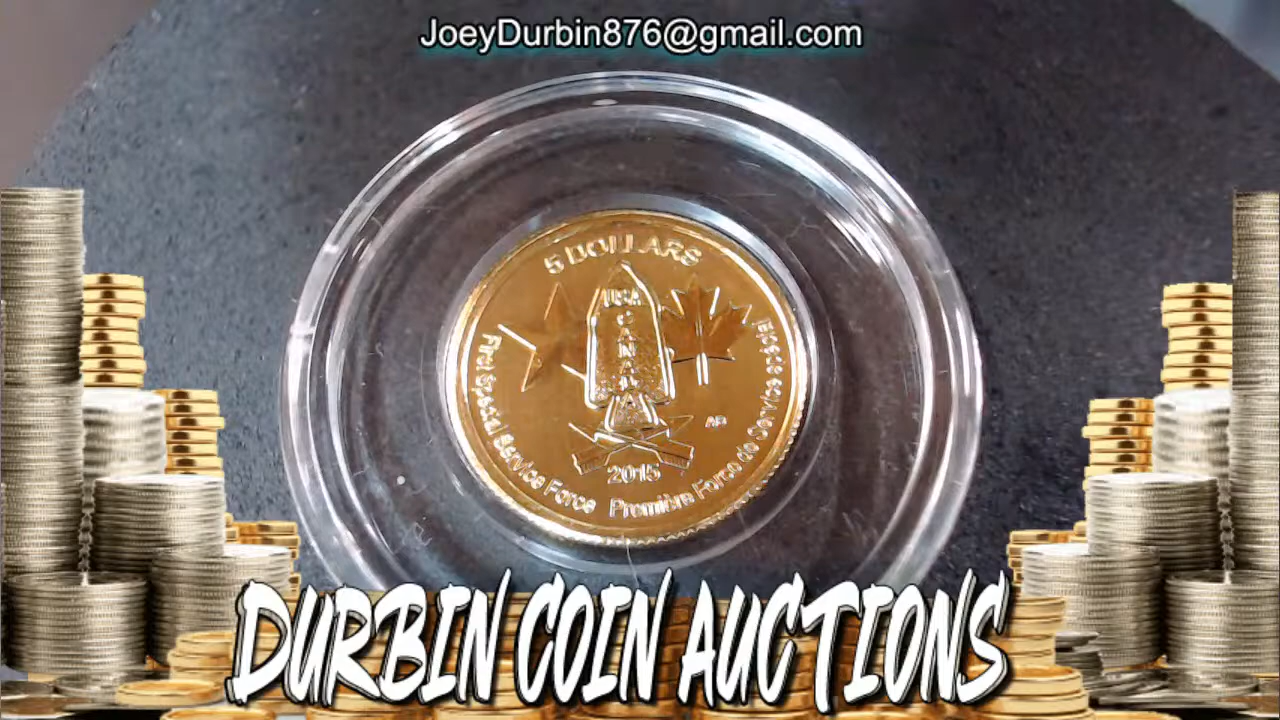 JoeyDurbin876@gmail.com
5 DOLLARS
USA
CANADA
First Special Service Force
Première Force de Service spécial
2015
DURBIN COIN AUCTIONS